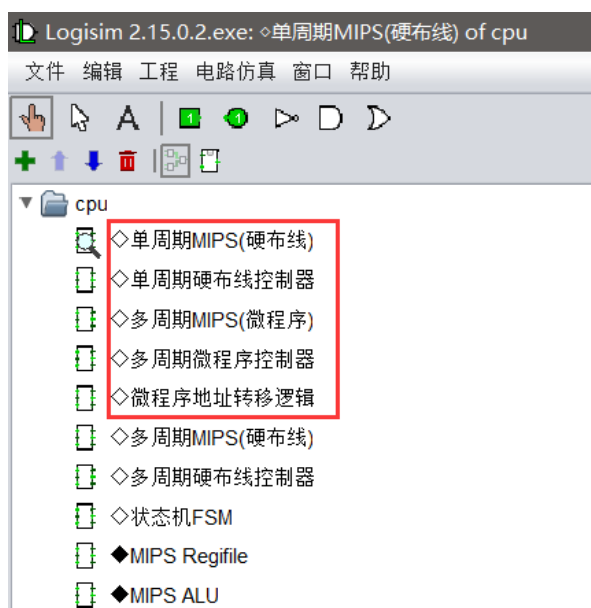 Logisim 2.15.0.2.exe: ◇单周期MIPS(硬布线) of cpu
文件 编辑 工程 电路仿真 窗口 帮助
A 1 1
cpu
◇单周期MIPS(硬布线)
◇单周期硬布线控制器
◇多周期MIPS(微程序)
◇多周期微程序控制器
◇微程序地址转移逻辑
◇多周期MIPS(硬布线)
◇多周期硬布线控制器
◇状态机FSM
◆MIPS Regifile
◆MIPS ALU